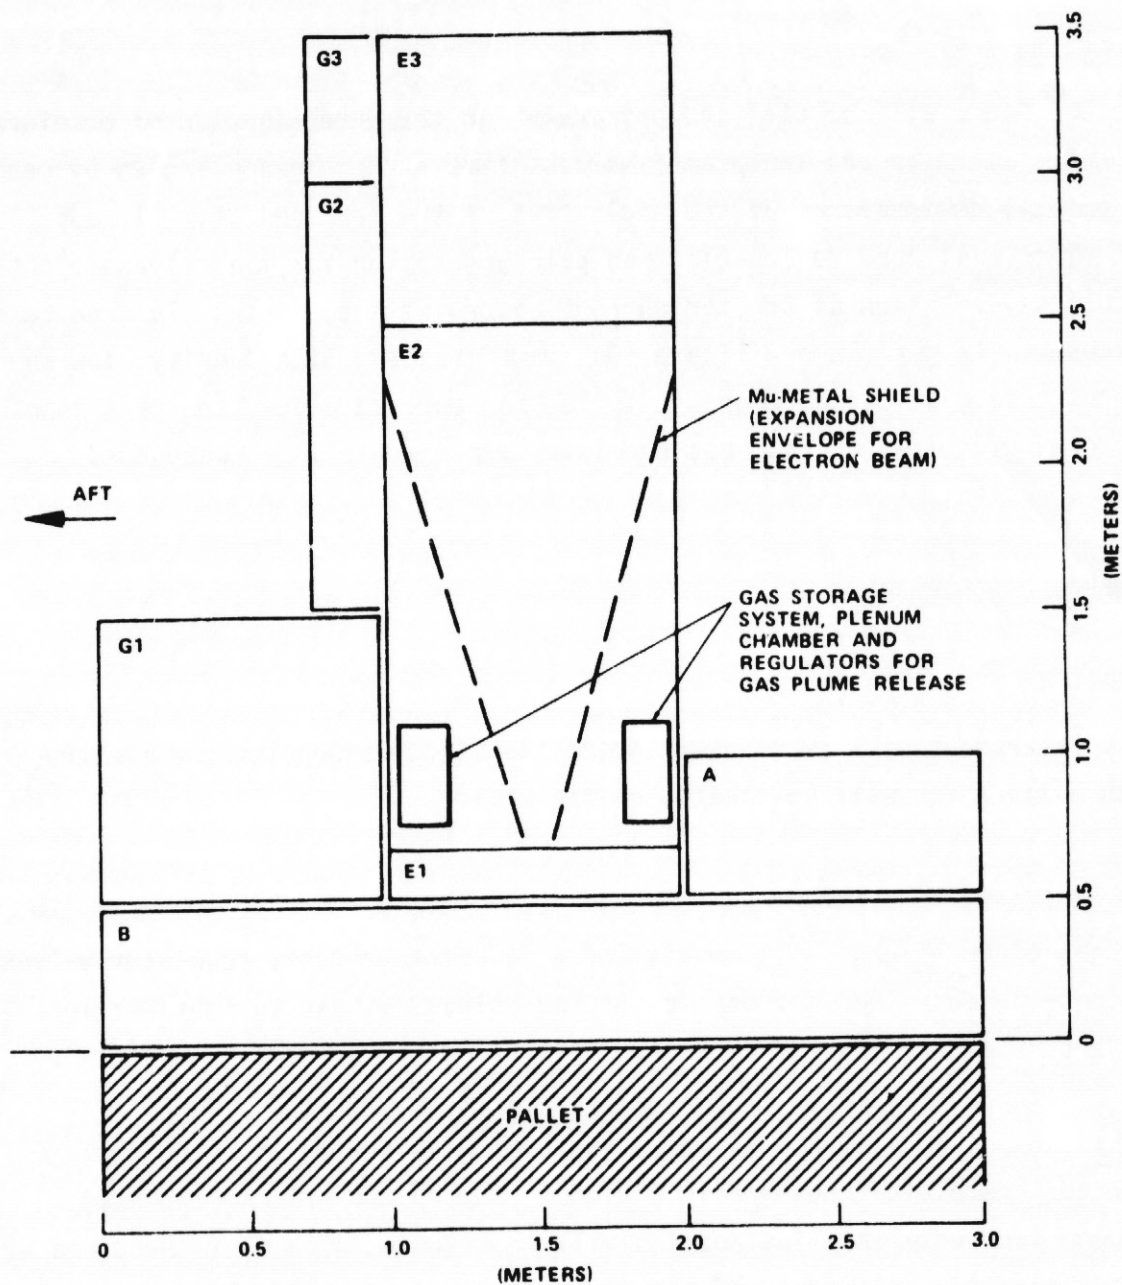 G3
E3
3.5
3.0
G2
2.5
E2
Mu-METAL SHIELD
(EXPANSION
ENVELOPE FOR
ELECTRON BEAM)
2.0
AFT
(METERS)
GAS STORAGE
SYSTEM, PLENUM
CHAMBER AND
REGULATORS FOR
GAS PLUME RELEASE
1.5
G1
1.0
A
E1
0.5
B
0
PALLET
0
0.5
1.0
1.5
2.0
2.5
3.0
(METERS)